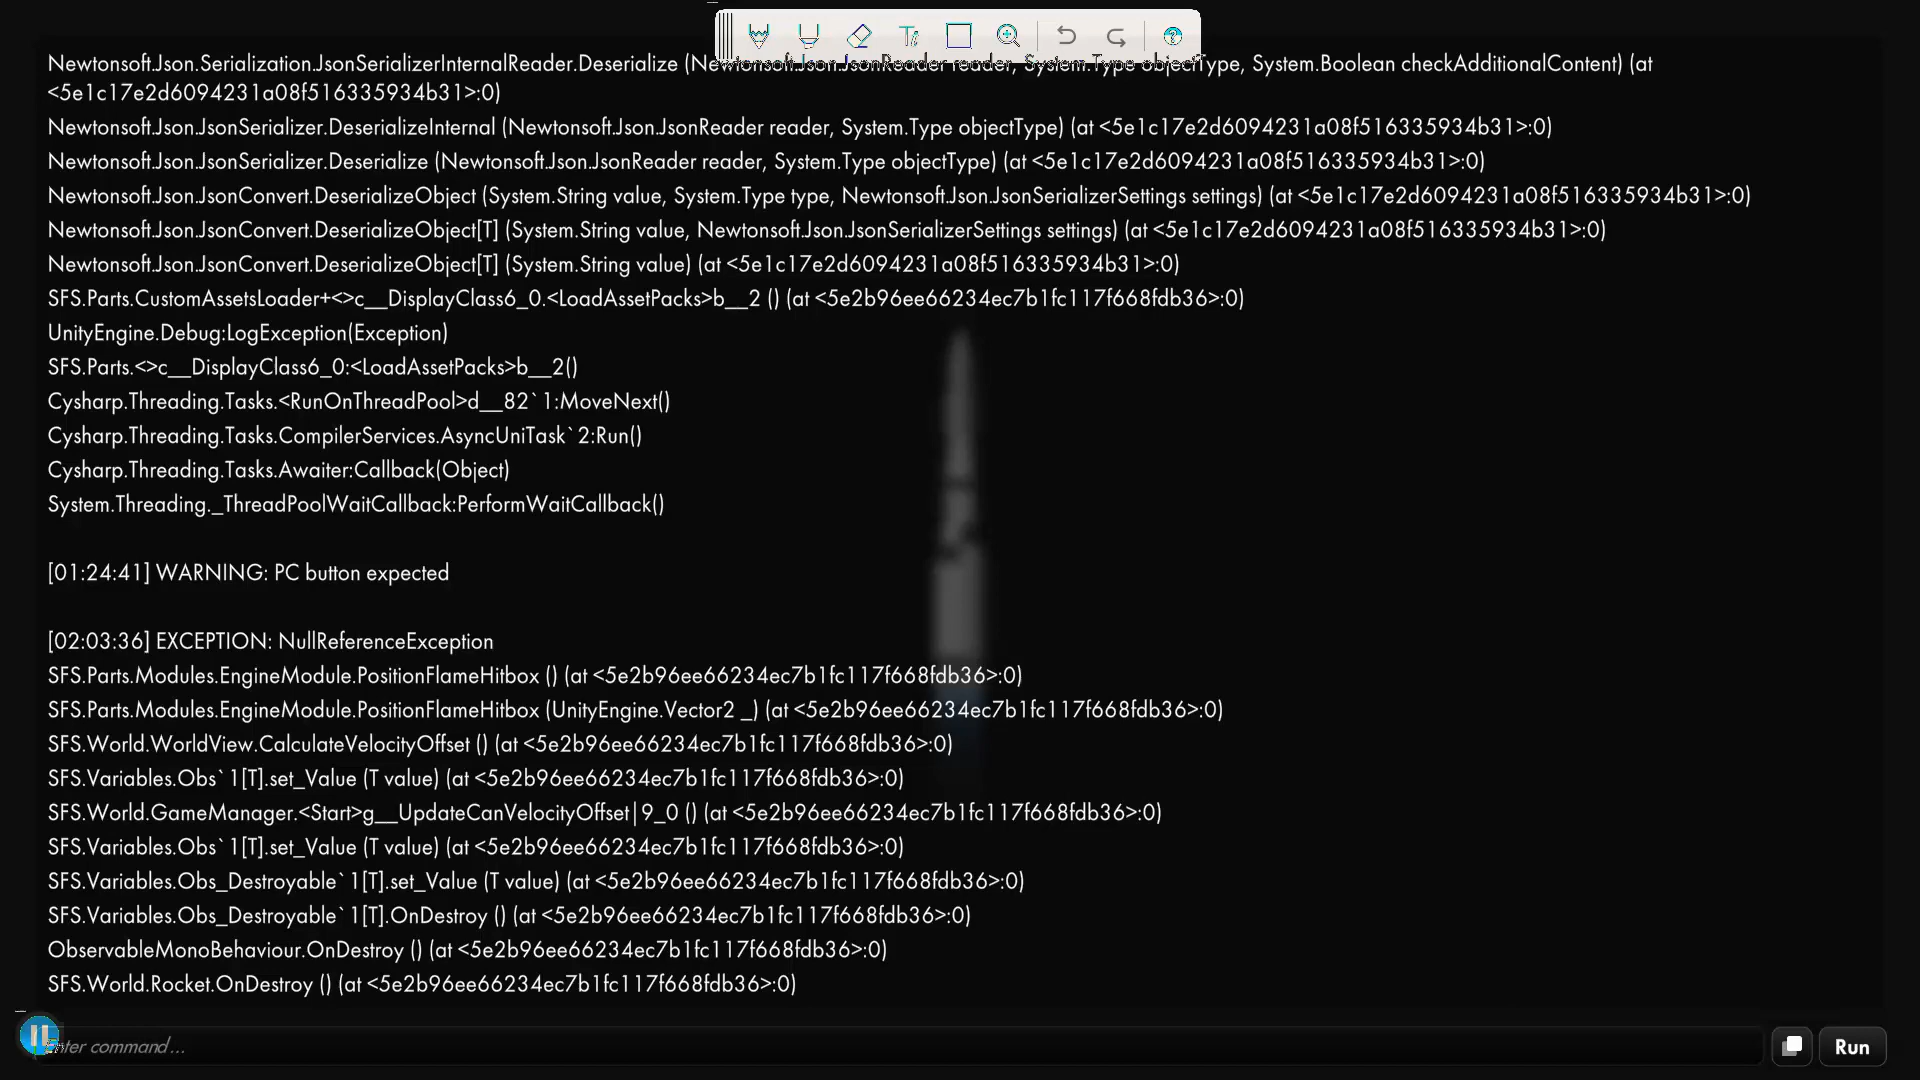 Newtonsoft.Json.Serialization.JsonSerializerInternalReader.Deserialize (Newtonsoft.Json.JsonReader reader, System.Type objectType, System.Boolean checkAdditionalContent) (at
<5e1c17e2d6094231a08f516335934b31>:0)
Newtonsoft.Json.JsonSerializer.DeserializeInternal (Newtonsoft.Json.JsonReader reader, System.Type objectType) (at <5e1c17e2d6094231a08f516335934b31>:0)
Newtonsoft.Json.JsonSerializer.Deserialize (Newtonsoft.Json.JsonReader reader, System.Type objectType) (at <5e1c17e2d6094231a08f516335934b31>:0)
Newtonsoft.Json.JsonConvert.DeserializeObject (System.String value, System.Type type, Newtonsoft.Json.JsonSerializerSettings settings) (at <5e1c17e2d6094231a08f516335934b31>:0)
Newtonsoft.Json.JsonConvert.DeserializeObject[T] (System.String value, Newtonsoft.Json.JsonSerializerSettings settings) (at <5e1c17e2d6094231a08f516335934b31>:0)
Newtonsoft.Json.JsonConvert.DeserializeObject[T] (System.String value) (at <5e1c17e2d6094231a08f516335934b31>:0)
SFS.Parts.CustomAssetsLoader+<>c__DisplayClass6_0.<LoadAssetPacks>b__2 () (at <5e2b96ee66234ec7b1fc117f668fdb36>:0)
UnityEngine.Debug:LogException(Exception)
SFS.Parts.<>c__DisplayClass6_0:<LoadAssetPacks>b__2()
Cysharp.Threading.Tasks.<RunOnThreadPool>d__82`1:MoveNext()
Cysharp.Threading.Tasks.CompilerServices.AsyncUniTask`2:Run()
Cysharp.Threading.Tasks.Awaiter:Callback(Object)
System.Threading._ThreadPoolWaitCallback:PerformWaitCallback()
[01:24:41] WARNING: PC button expected
[02:03:36] EXCEPTION: NullReferenceException
SFS.Parts.Modules.EngineModule.PositionFlameHitbox () (at <5e2b96ee66234ec7b1fc117f668fdb36>:0)
SFS.Parts.Modules.EngineModule.PositionFlameHitbox (UnityEngine.Vector2 _) (at <5e2b96ee66234ec7b1fc117f668fdb36>:0)
SFS.World.WorldView.CalculateVelocityOffset () (at <5e2b96ee66234ec7b1fc117f668fdb36>:0)
SFS.Variables.Obs`1[T].set_Value (T value) (at <5e2b96ee66234ec7b1fc117f668fdb36>:0)
SFS.World.GameManager.<Start>g__UpdateCanVelocityOffset|9_0 () (at <5e2b96ee66234ec7b1fc117f668fdb36>:0)
SFS.Variables.Obs`1[T].set_Value (T value) (at <5e2b96ee66234ec7b1fc117f668fdb36>:0)
SFS.Variables.Obs_Destroyable`1[T].set_Value (T value) (at <5e2b96ee66234ec7b1fc117f668fdb36>:0)
SFS.Variables.Obs_Destroyable`1[T].OnDestroy () (at <5e2b96ee66234ec7b1fc117f668fdb36>:0)
ObservableMonoBehaviour.OnDestroy () (at <5e2b96ee66234ec7b1fc117f668fdb36>:0)
SFS.World.Rocket.OnDestroy () (at <5e2b96ee66234ec7b1fc117f668fdb36>:0)
Enter command...
Run